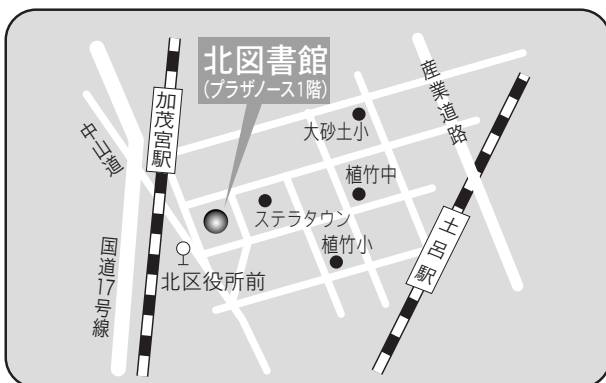 北図書館
(プラザノース1階)
加茂宮駅
中山道
国道17号線
北区役所前
ステラタウン
大砂土小
植竹中
植竹小
産業道路
土呂駅